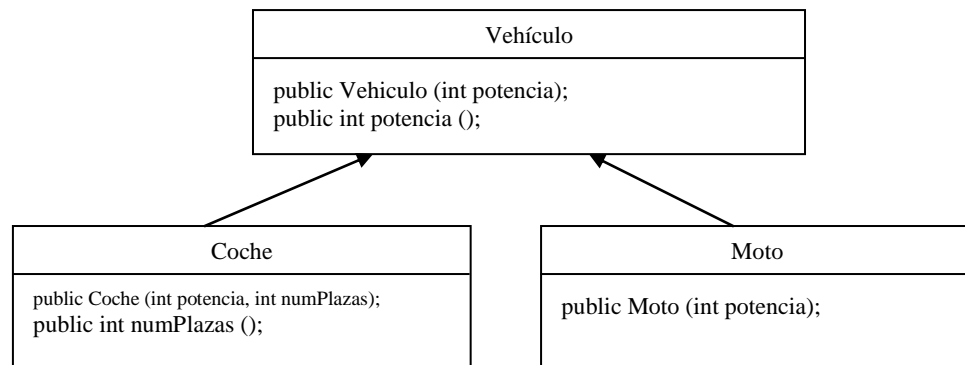 Vehículo
public Vehiculo (int potencia);
public int potencia ();
Coche
public Coche (int potencia, int numPlazas);
public int numPlazas ();
Moto
public Moto (int potencia);